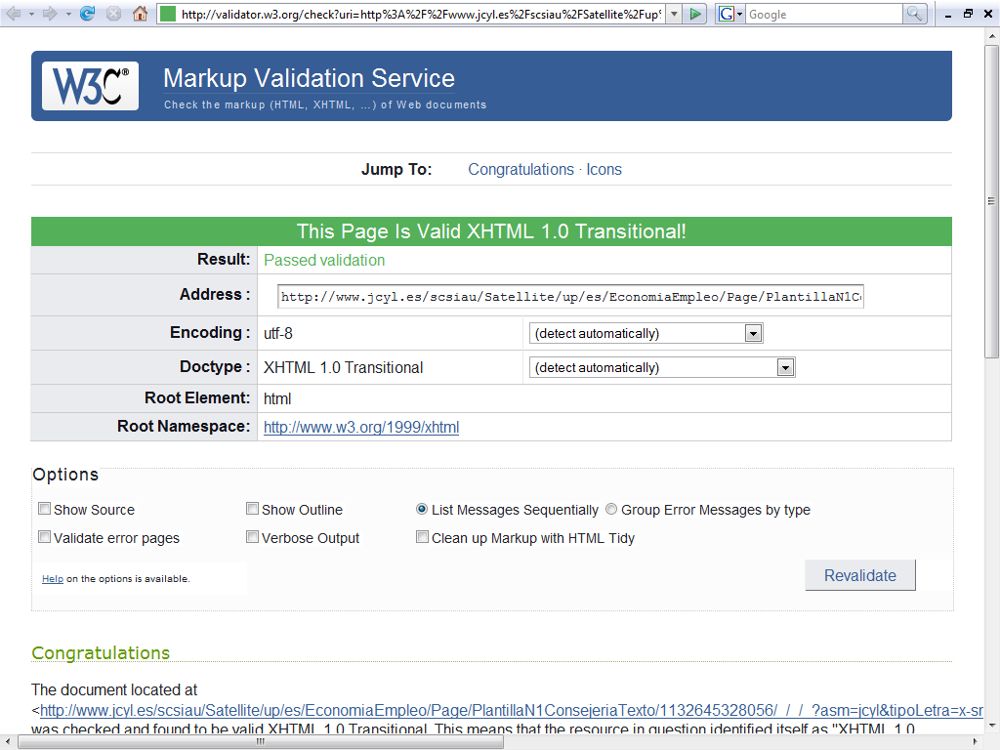 http://validator.w3.org/check?uri=http%3A%2F%2Fwww.jcyl.es%2Fscsiau%2FSatellite%2Fup%
G Google
W3C®
Markup Validation Service
Check the markup (HTML, XHTML, ...) of Web documents
Jump To: Congratulations · Icons
This Page Is Valid XHTML 1.0 Transitional!
Result: Passed validation
Address : http://www.jcyl.es/scsiau/Satellite/up/es/EconomiaEmpleo/Page/PlantillaN1C
Encoding : utf-8 (detect automatically)
Doctype : XHTML 1.0 Transitional (detect automatically)
Root Element: html
Root Namespace: http://www.w3.org/1999/xhtml
Options
Show Source Show Outline List Messages Sequentially Group Error Messages by type
Validate error pages Verbose Output Clean up Markup with HTML Tidy
Help on the options is available.
Revalidate
Congratulations
The document located at
<http://www.jcyl.es/scsiau/Satellite/up/es/EconomiaEmpleo/Page/PlantillaN1ConsejeriaTexto/1132645328056/_/_/_?asm=jcyl&tipoLetra=x-sr
was checked and found to be valid XHTML 1.0 Transitional. This means that the resource in question identified itself as "XHTML 1.0